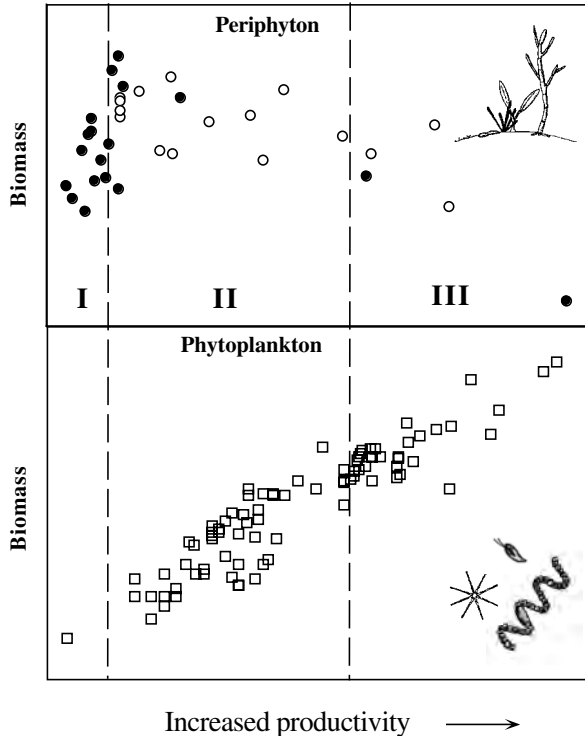 Periphyton
Biomass
I II III
Phytoplankton
Biomass
Increased productivity